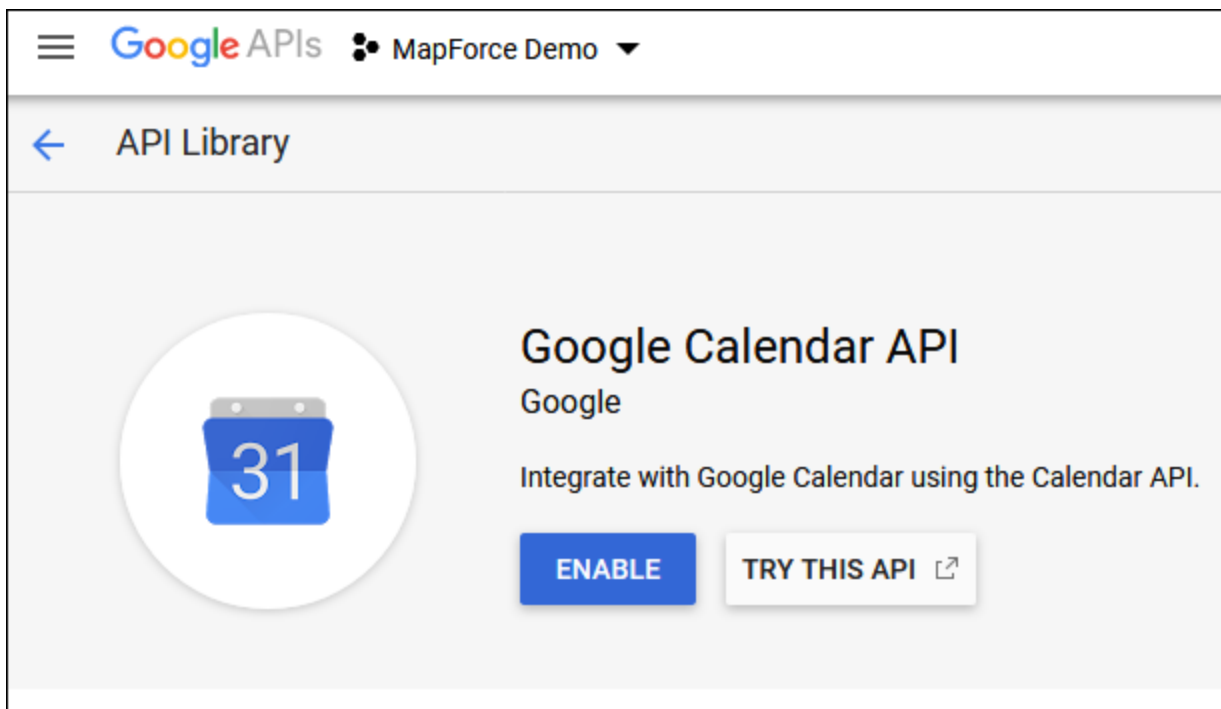 Google APIs MapForce Demo
API Library
Google Calendar API
Google
31
Integrate with Google Calendar using the Calendar API.
ENABLE TRY THIS API